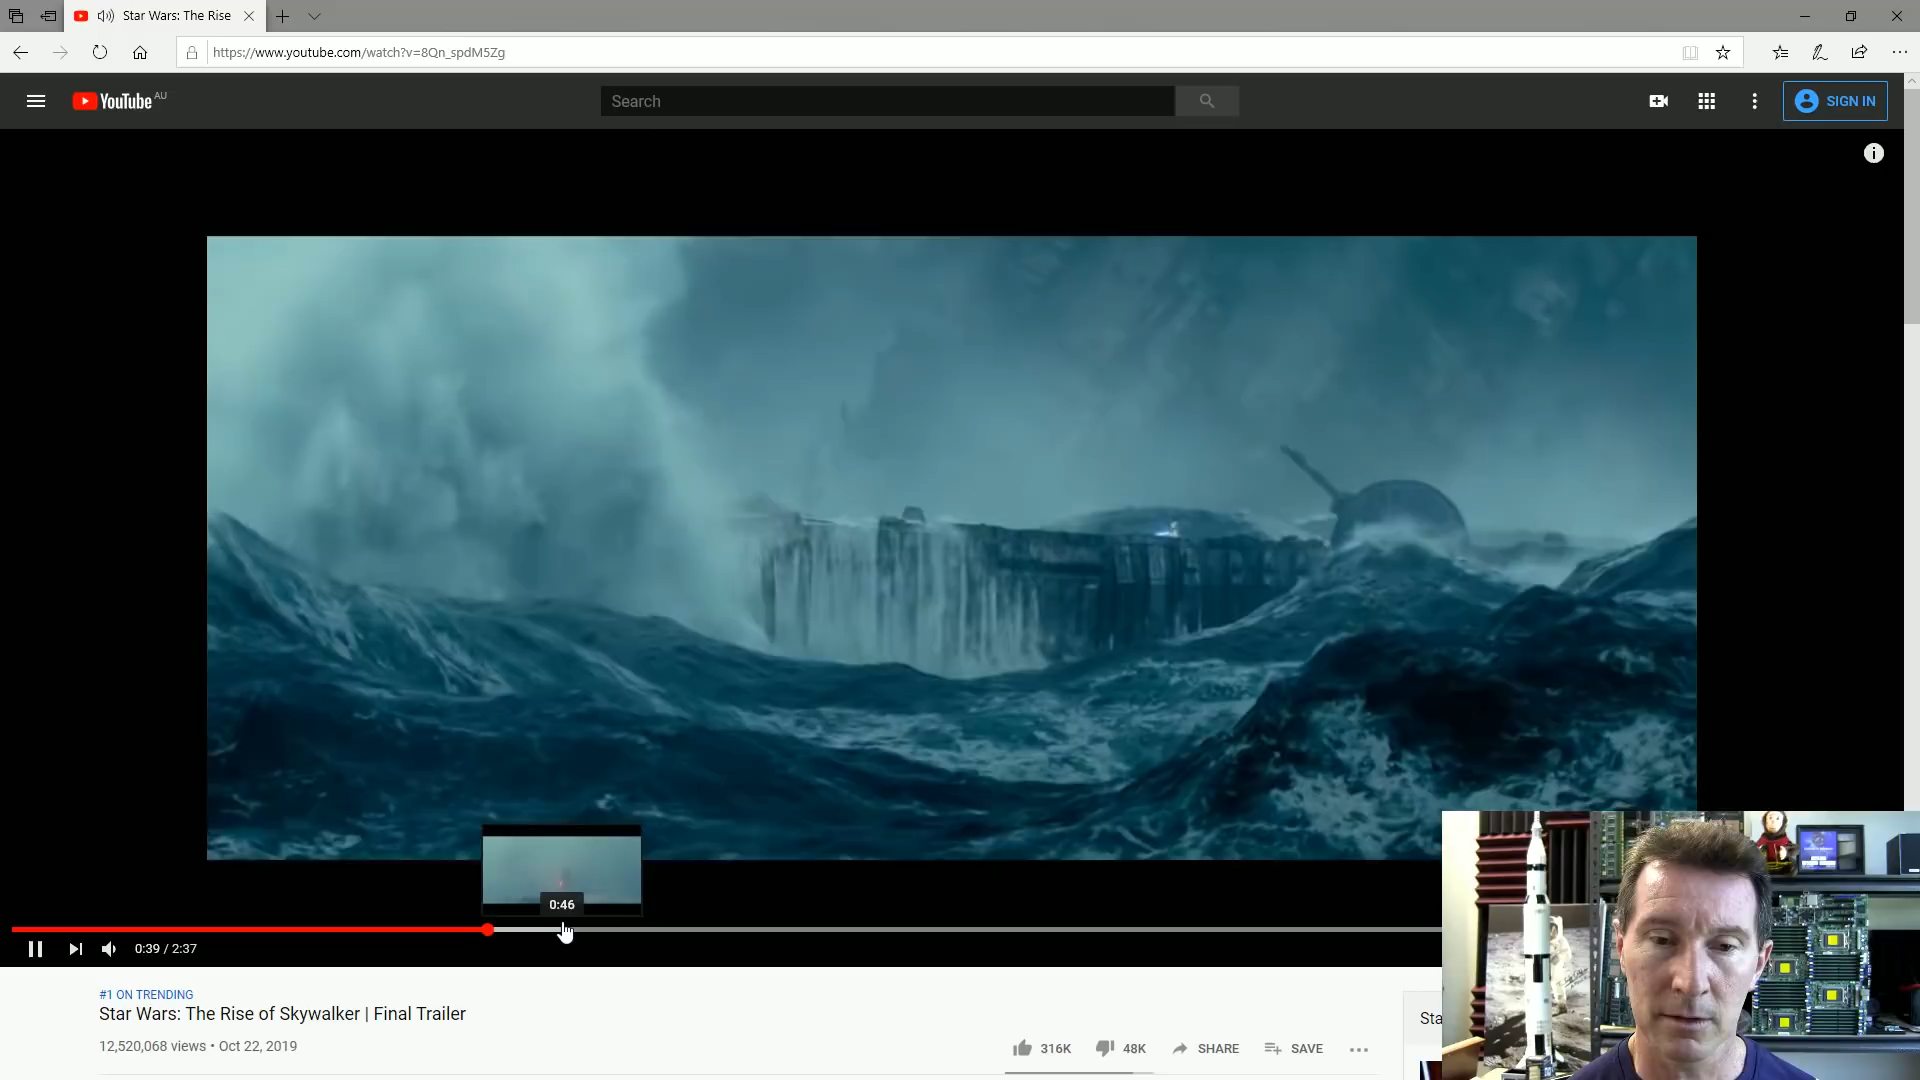 Star Wars: The Rise
https://www.youtube.com/watch?v=8Qn_spdM5Zg
YouTube AU
Search
SIGN IN
0:46
0:39 / 2:37
#1 ON TRENDING
Star Wars: The Rise of Skywalker | Final Trailer
12,520,068 views • Oct 22, 2019
316K
48K
SHARE
SAVE
Sta